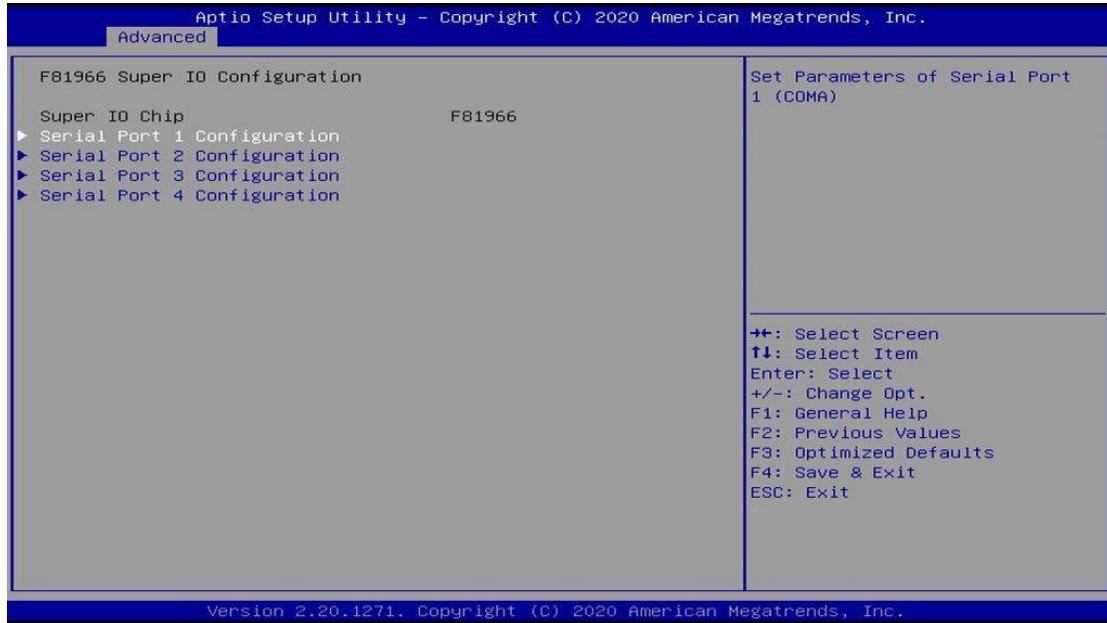 Aptio Setup Utility – Copyright (C) 2020 American Megatrends, Inc.
Advanced
F81966 Super IO Configuration
Super IO Chip F81966
▶ Serial Port 1 Configuration
▶ Serial Port 2 Configuration
▶ Serial Port 3 Configuration
▶ Serial Port 4 Configuration
Set Parameters of Serial Port
1 (COMA)
→←: Select Screen
↑↓: Select Item
Enter: Select
+/-: Change Opt.
F1: General Help
F2: Previous Values
F3: Optimized Defaults
F4: Save & Exit
ESC: Exit
Version 2.20.1271. Copyright (C) 2020 American Megatrends, Inc.